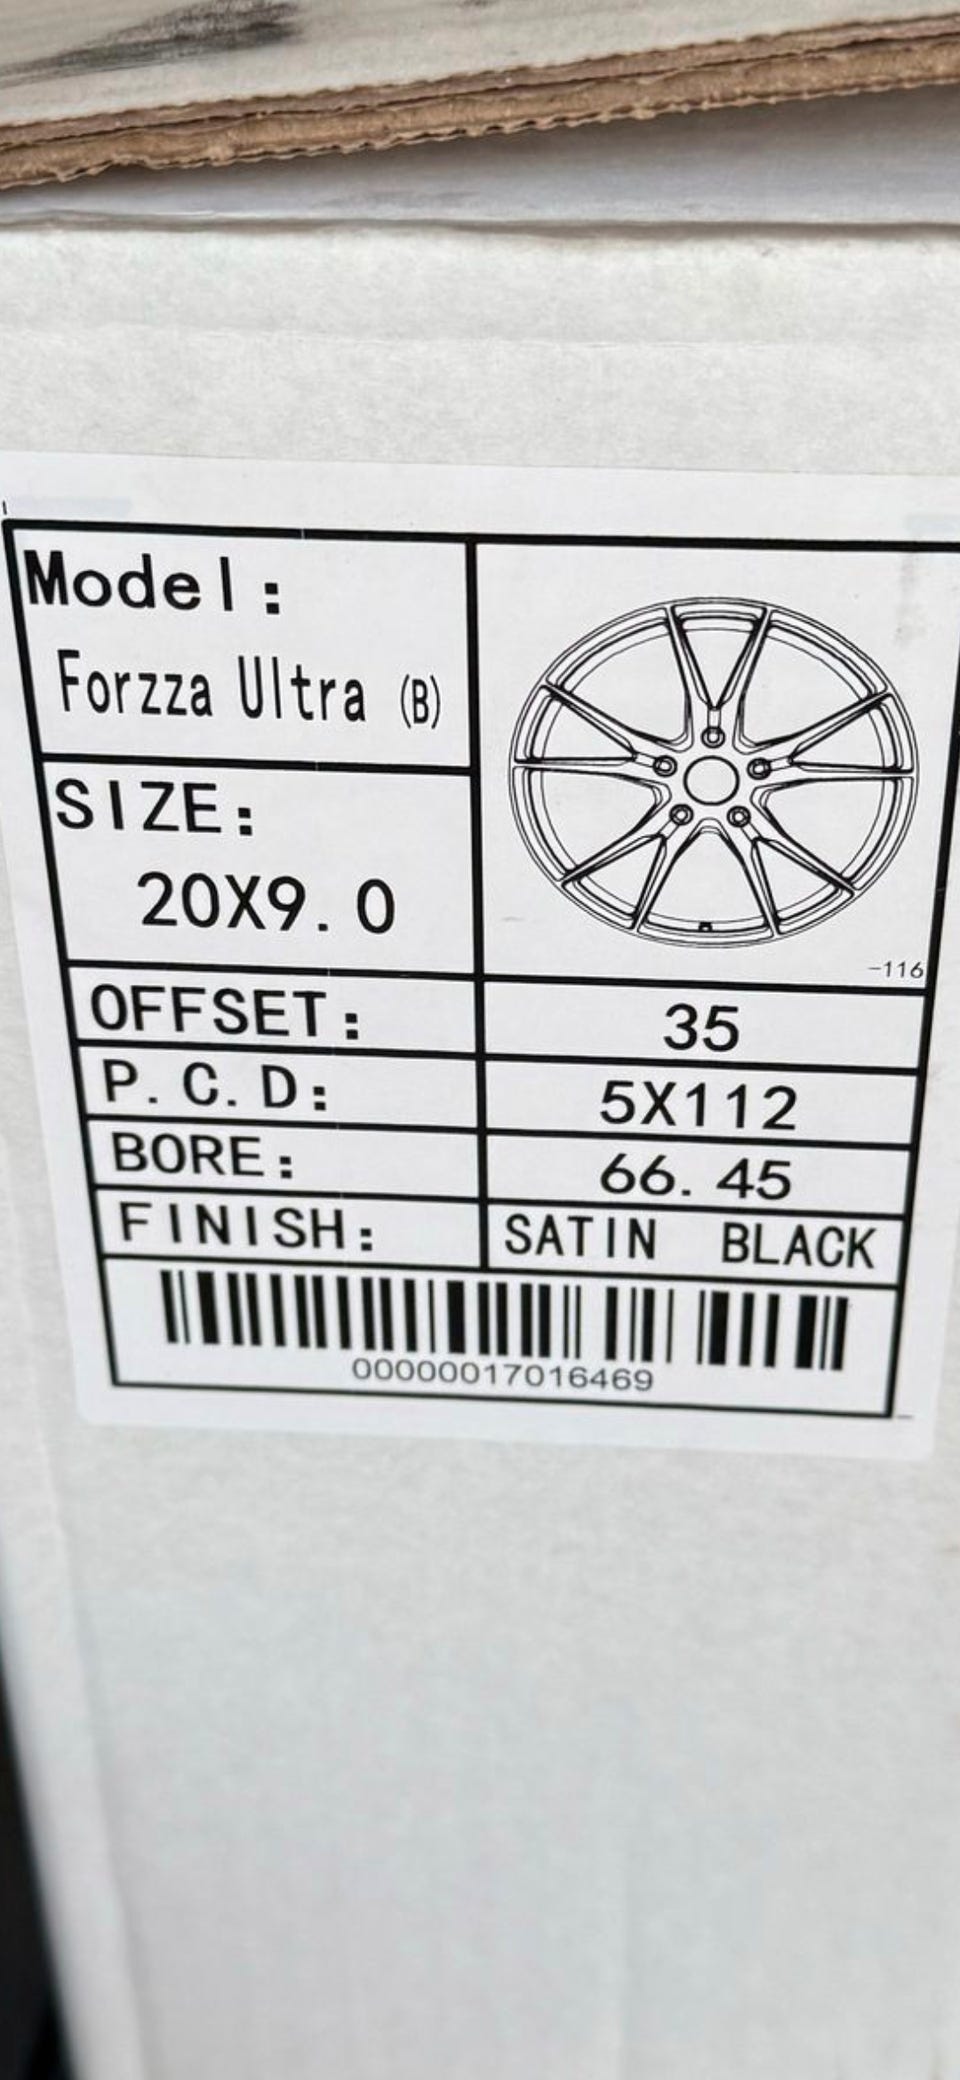 Model:
Forzza Ultra (B)
SIZE:
20X9.0
-116
OFFSET: 35
P.C.D: 5X112
BORE: 66.45
FINISH: SATIN BLACK
00000017016469